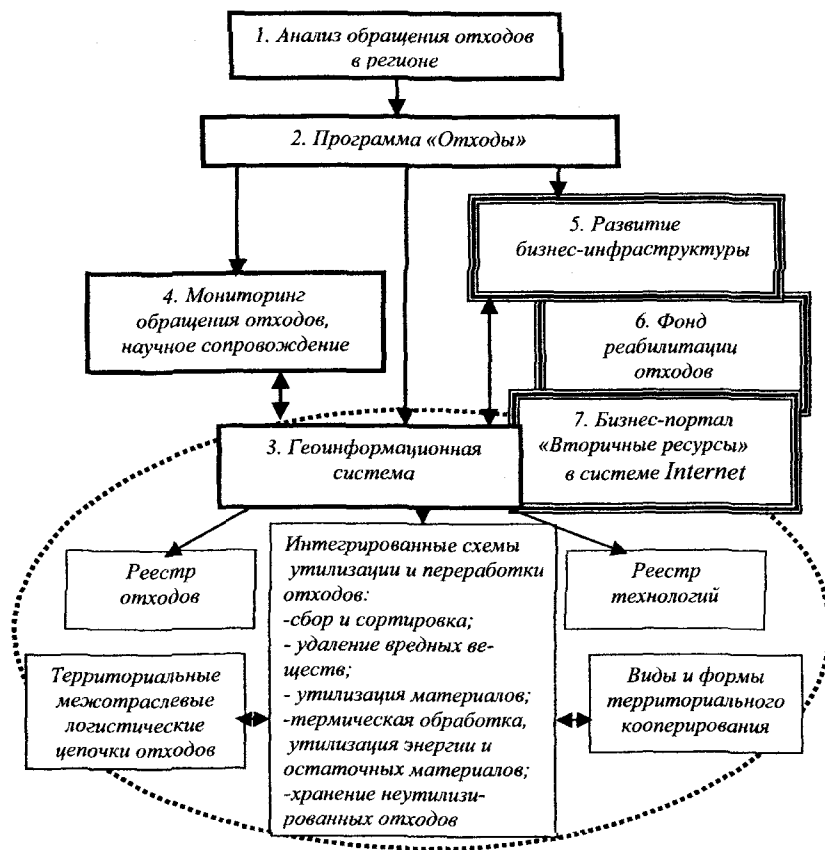 1. Анализ обращения отходов
в регионе
2. Программа «Отходы»
5. Развитие
бизнес-инфраструктуры
4. Мониторинг
обращения отходов,
научное сопровождение
6. Фонд
реабилитации
отходов
7. Бизнес-портал
«Вторичные ресурсы»
в системе Internet
3. Геоинформационная
система
Реестр
отходов
Интегрированные схемы
утилизации и переработки
отходов:
-сбор и сортировка;
- удаление вредных ве-
ществ;
- утилизация материалов;
-термическая обработка,
утилизация энергии и
остаточных материалов;
-хранение неутилизи-
рованных отходов
Реестр
технологий
Территориальные
межотраслевые
логистические
цепочки отходов
Виды и формы
территориального
кооперирования